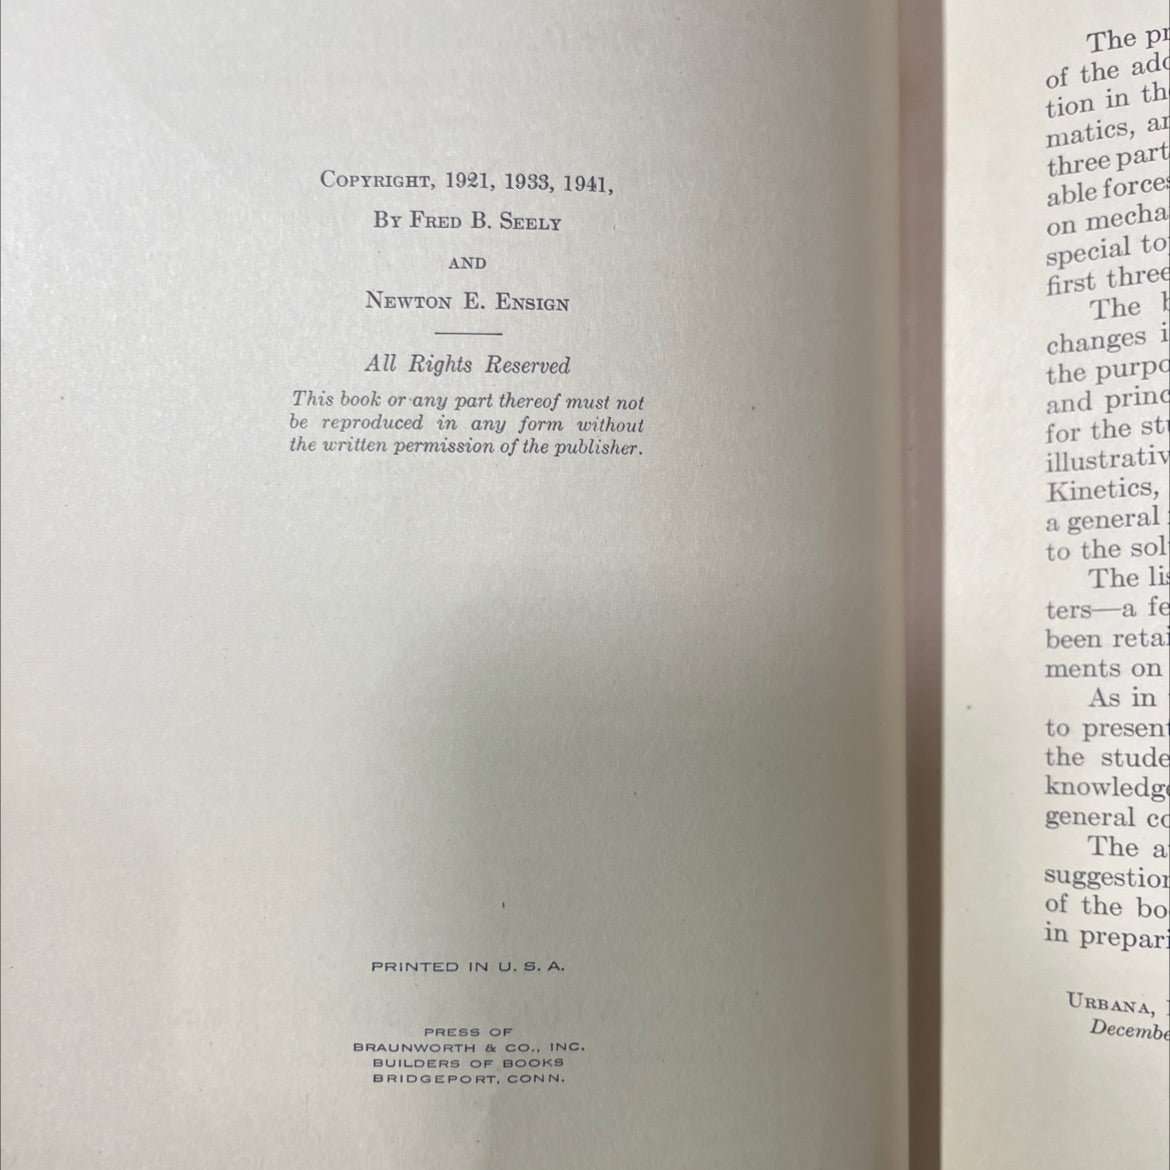 COPYRIGHT, 1921, 1933, 1941,
BY FRED B. SEELY
AND
NEWTON E. ENSIGN
All Rights Reserved
This book or any part thereof must not
be reproduced in any form without
the written permission of the publisher.
PRINTED IN U. S. A.
PRESS OF
BRAUNWORTH & CO., INC.
BUILDERS OF BOOKS
BRIDGEPORT, CONN.
The
of the
tion in
matics,
three part
able forces
on
special
first three
The
changes
the
and
for the
Kinetics,
a general
to the
The
ters—a
been
ments on
As in
to present
the
general
The
of the
in
URBANA,